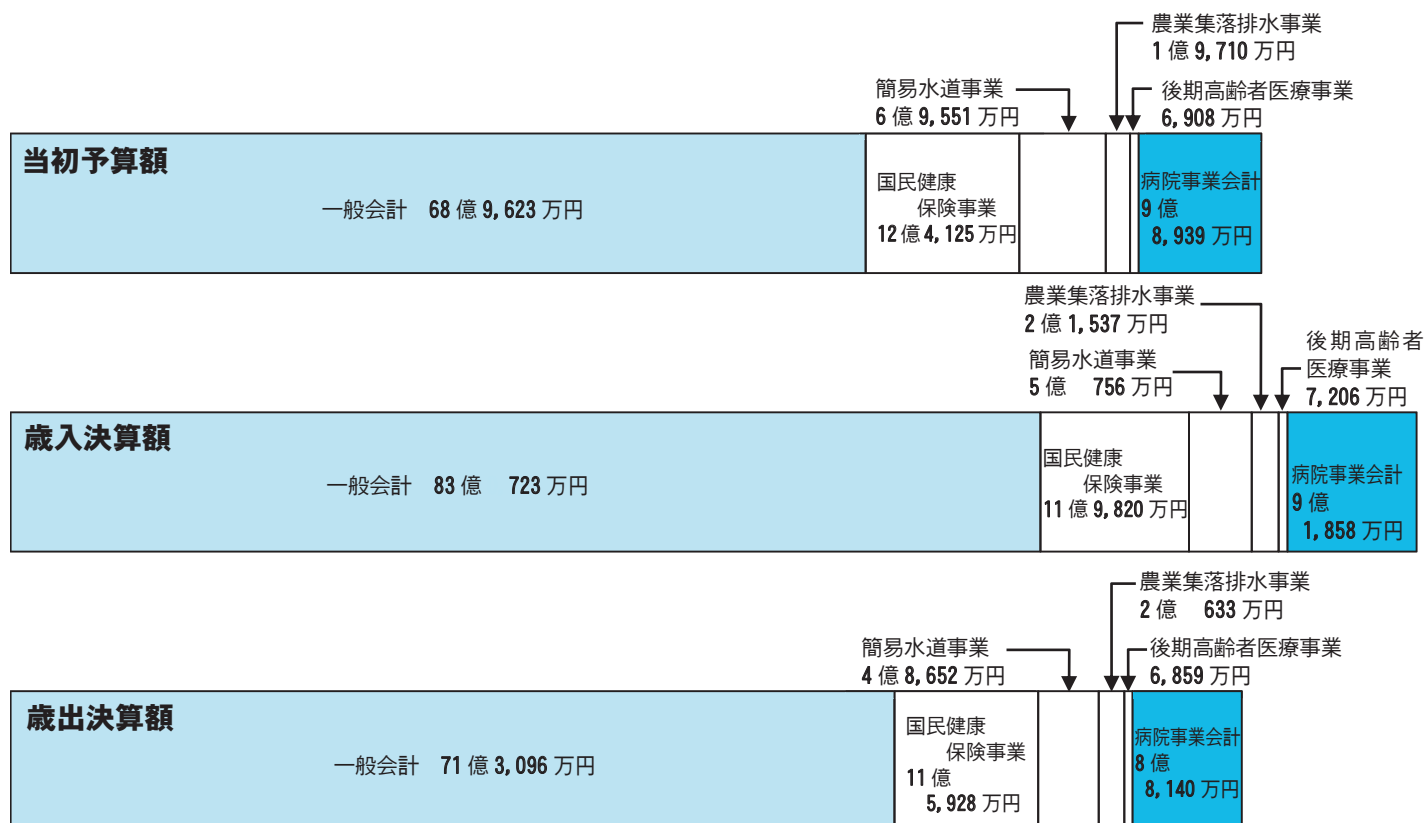 農業集落排水事業
1億9,710万円
簡易水道事業
6億9,551万円
後期高齢者医療事業
6,908万円
当初予算額
一般会計 68億9,623万円
国民健康
保険事業
12億4,125万円
病院事業会計
9億
8,939万円
農業集落排水事業
2億1,537万円
簡易水道事業
5億 756万円
後期高齢者
医療事業
7,206万円
歳入決算額
一般会計 83億 723万円
国民健康
保険事業
11億9,820万円
病院事業会計
9億
1,858万円
農業集落排水事業
2億 633万円
簡易水道事業
4億8,652万円
後期高齢者医療事業
6,859万円
歳出決算額
一般会計 71億3,096万円
国民健康
保険事業
11億
5,928万円
病院事業会計
8億
8,140万円